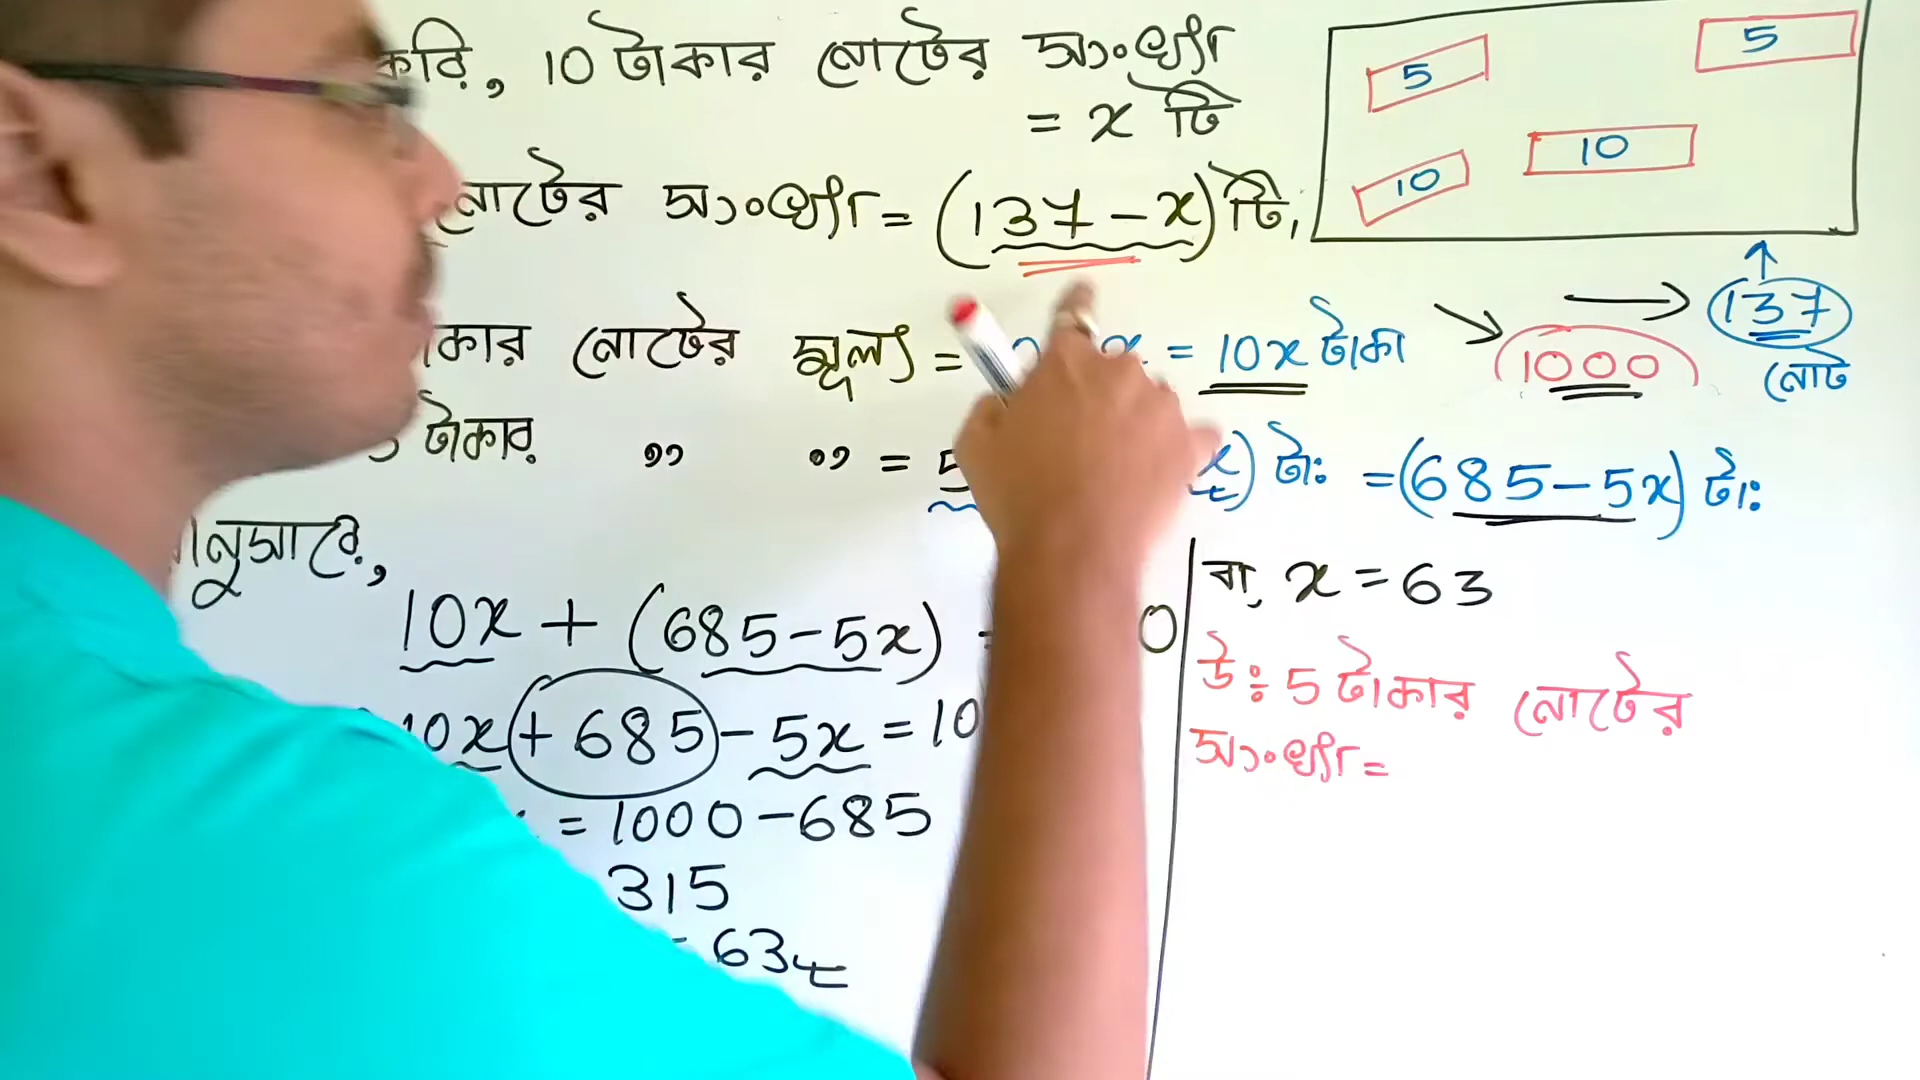 করি, 10 টাকার নোটের সংখ্যা
= x টি
নোটের সংখ্যা = (137 - x) টি,
কার নোটের মূল্য = = 10x টাকা
টাকার ,, ,, = 5 x) টাঃ = (685 - 5x) টাঃ
নুসারে,
10x + (685 - 5x) 0
10x + 685 - 5x = 10
= 1000 - 685
315
63
বা, x = 63
উঃ 5 টাকার নোটের
সংখ্যা =
5
5
10
10
137
1000
নোট